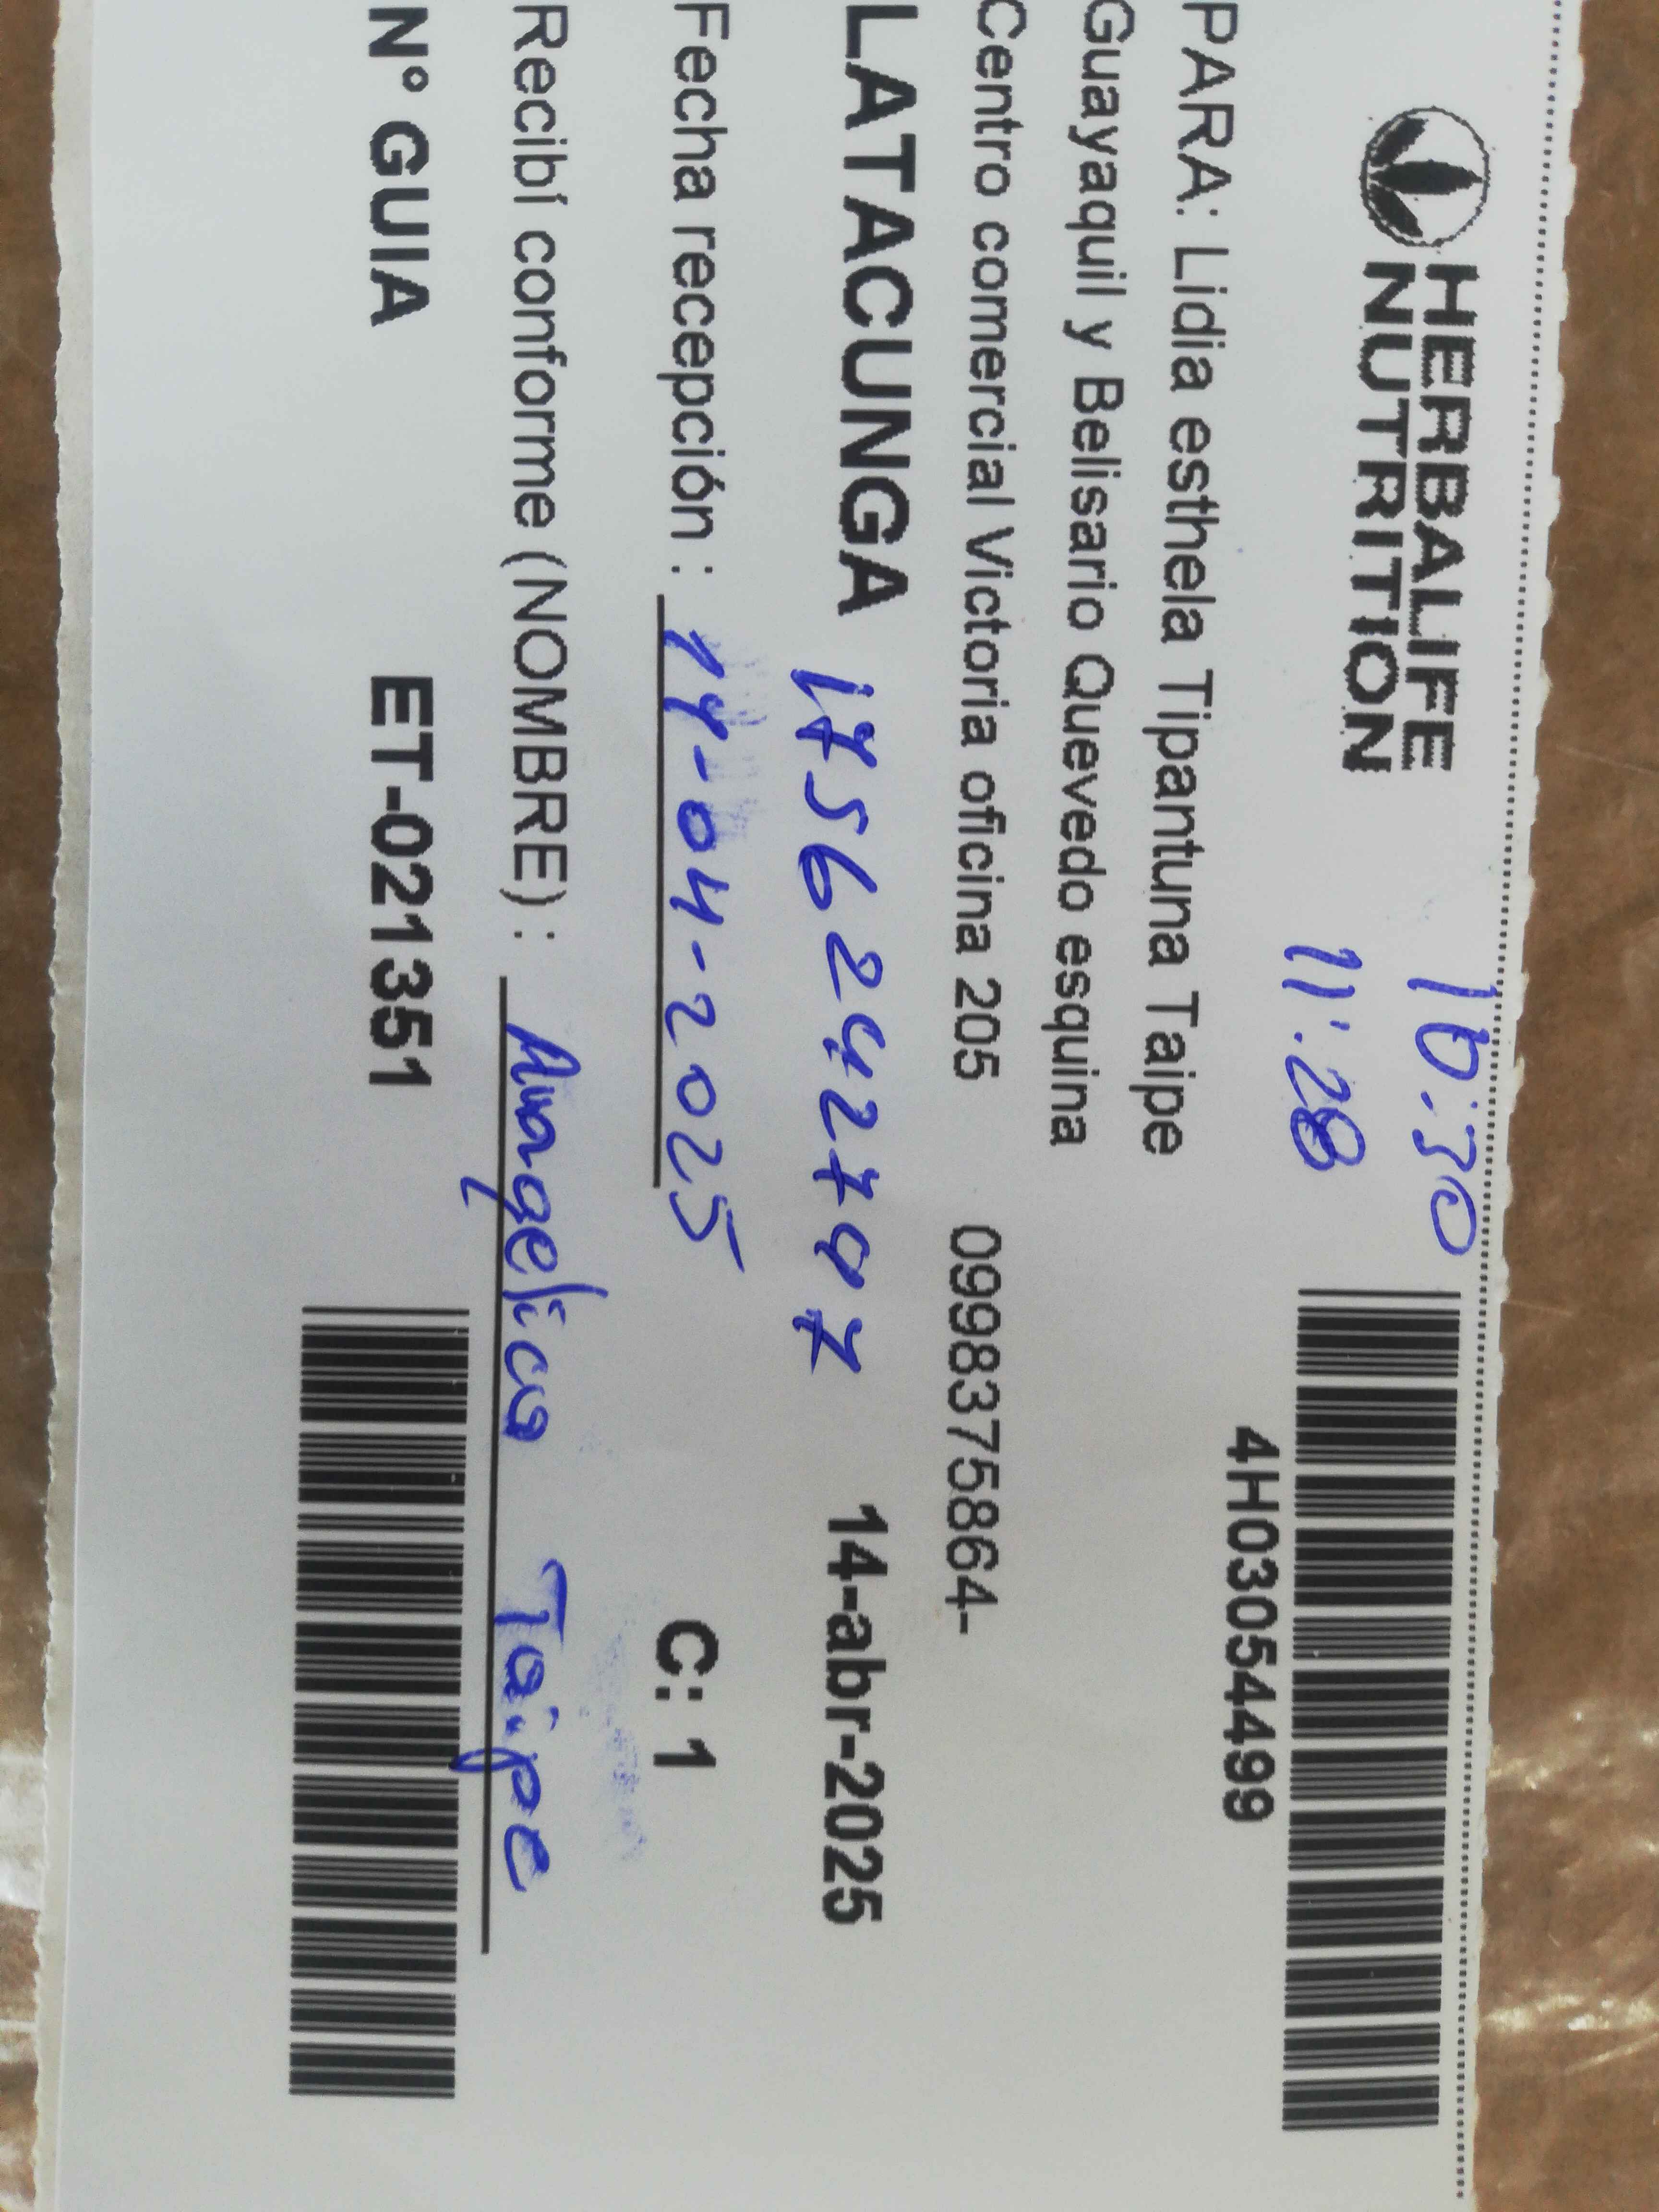 HERBALIFE
NUTRITION
10:30
11:28
4H03054499
PARA: Lidia esthela Tipantuna Taipe
Guayaquil y Belisario Quevedo esquina
Centro comercial Victoria oficina 205 0998375864-
LATACUNGA 14-abr-2025
Fecha recepción : 14-04-2025 C: 1
Recibí conforme (NOMBRE) : Angelica Taipe
N° GUIA ET-021351